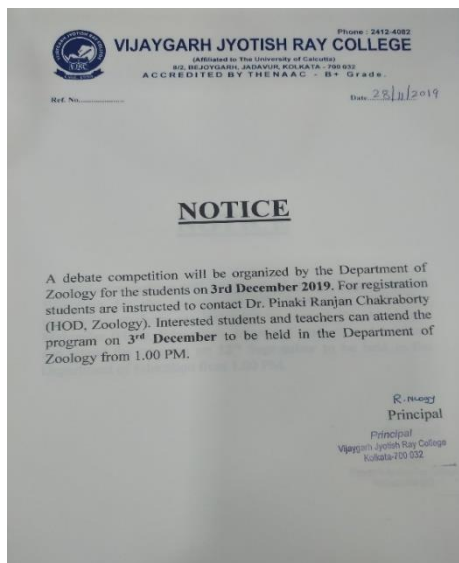 Phone : 2412-4082
VIJAYGARH JYOTISH RAY COLLEGE
(Affiliated to The University of Calcutta)
8/2, BEJOYGARH, JADAVUR, KOLKATA - 700 032
ACCREDITED BY THENAAC - B+ Grade.
Ref. No....................
Date 28/11/2019
NOTICE
A debate competition will be organized by the Department of
Zoology for the students on 3rd December 2019. For registration
students are instructed to contact Dr. Pinaki Ranjan Chakraborty
(HOD, Zoology). Interested students and teachers can attend the
program on 3rd December to be held in the Department of
Zoology from 1.00 PM.
Principal
Principal
Vijaygarh Jyotish Ray College
Kolkata-700 032